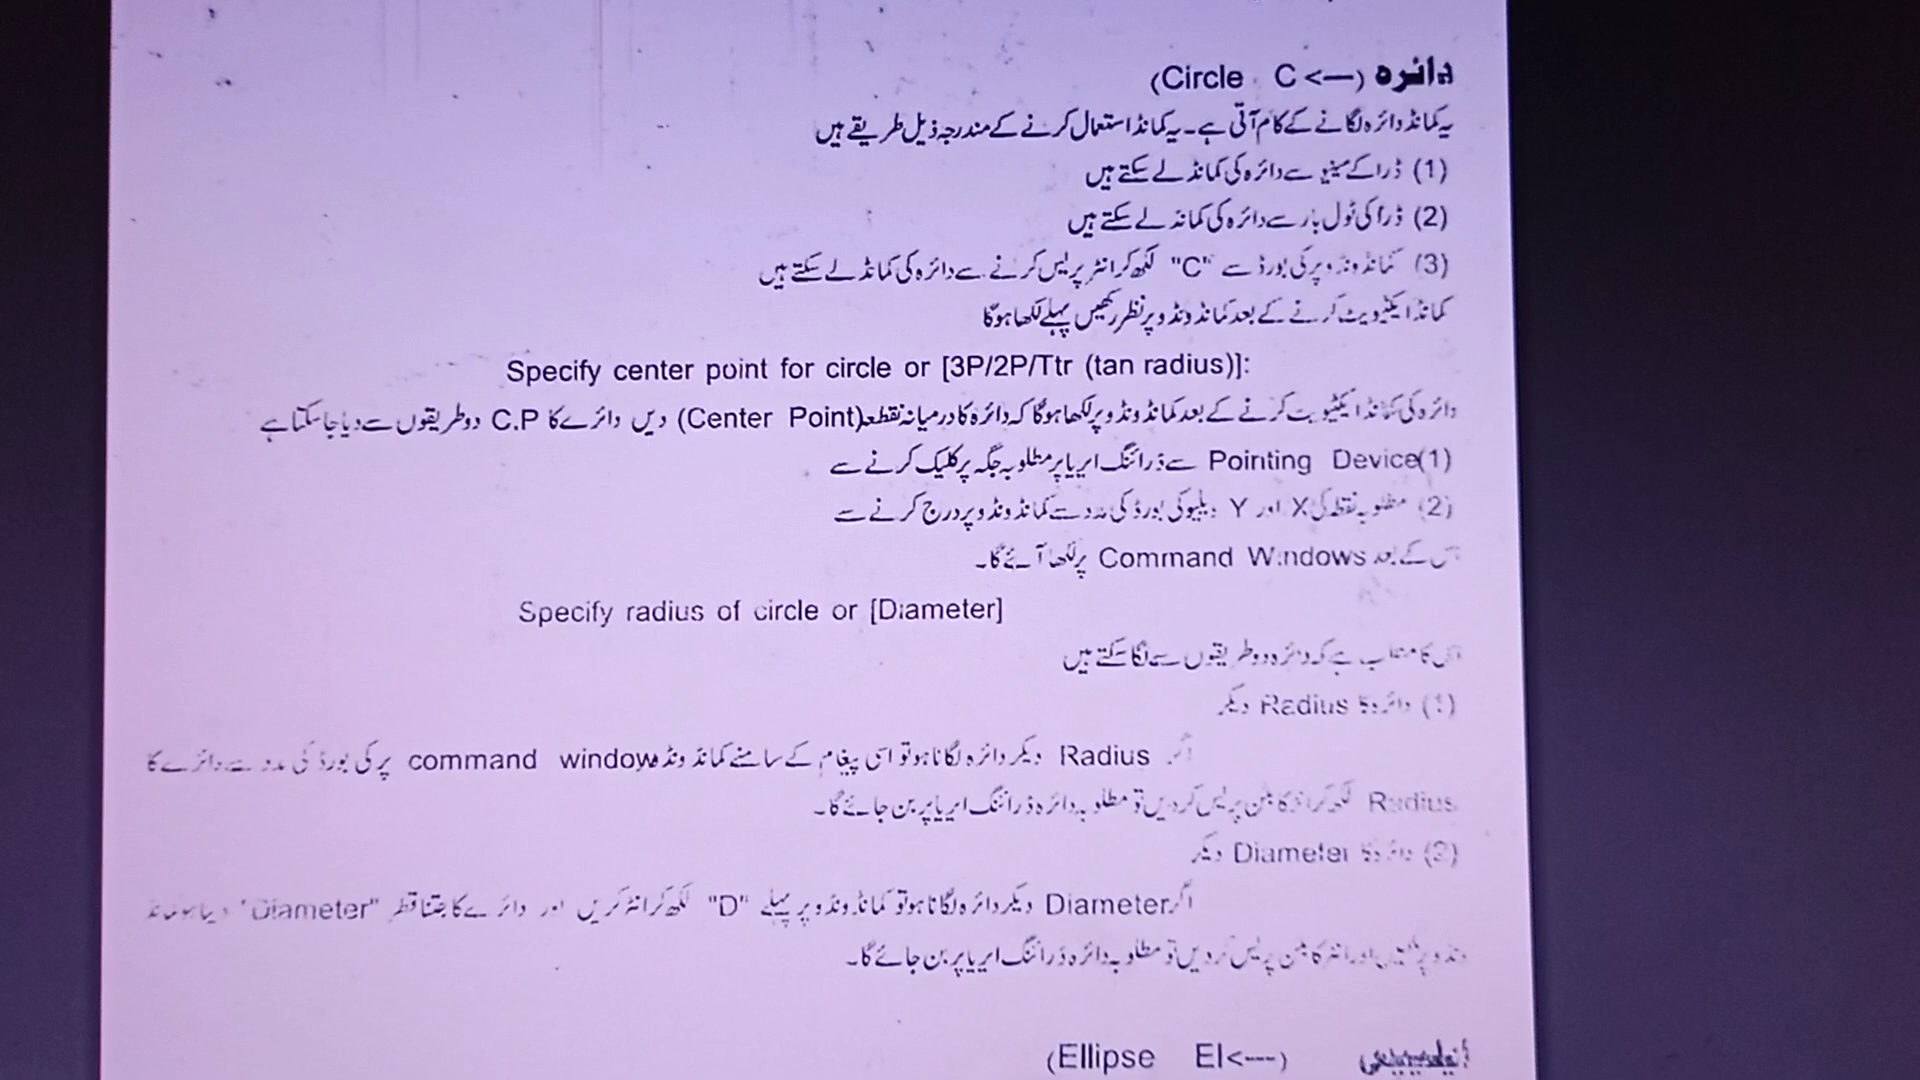 دائرہ (Circle C <—)
یہ کمانڈ دائرہ لگانے کے کام آتی ہے۔ یہ کمانڈ استعمال کرنے کے مندرجہ ذیل طریقے ہیں
(1) ڈرا کے مینیو سے دائرہ کی کمانڈ لے سکتے ہیں
(2) ڈرا کی ٹول بار سے دائرہ کی کمانڈ لے سکتے ہیں
(3) کمانڈ ونڈو پر کی بورڈ سے "C" لکھ کر انٹر پریس کرنے سے دائرہ کی کمانڈ لے سکتے ہیں
کمانڈ ایکٹیویٹ کرنے کے بعد کمانڈ ونڈو پر نظر رکھیں پہلے لکھا ہوگا
Specify center point for circle or [3P/2P/Ttr (tan radius)]:
دائرہ کی کمانڈ ایکٹیویٹ کرنے کے بعد کمانڈ ونڈو پر لکھا ہوگا کہ دائرہ کا درمیانہ نقطہ (Center Point) دیں دائرے کا C.P دو طریقوں سے دیا جا سکتا ہے
(1) Pointing Device سے ڈرائنگ ایریا پر مطلوبہ جگہ پر کلیک کرنے سے
(2) مطلوبہ نقطہ کی X اور Y ویلیو کی بورڈ کی مدد سے کمانڈ ونڈو پر درج کرنے سے
اس کے بعد Command Windows پر لکھا آئے گا۔
Specify radius of circle or [Diameter]
اس کا مطلب ہے کہ دائرہ دو طریقوں سے لگا سکتے ہیں
(1) دائرہ کا Radius دیکر
اگر Radius دیکر دائرہ لگانا ہو تو اسی پیغام کے سامنے کمانڈ ونڈو command window پر کی بورڈ کی مدد سے دائرے کا
Radius لکھ کر انٹر کا بٹن پریس کر دیں تو مطلوبہ دائرہ ڈرائنگ ایریا پر بن جائے گا۔
(2) دائرہ کا Diameter دیکر
اگر Diameter دیکر دائرہ لگانا ہو تو کمانڈ ونڈو پر پہلے "D" لکھ کر انٹر کریں اور دائرے کا جتنا قطر "Diameter" دینا ہو کمانڈ
ونڈو پر لکھیں اور انٹر کا بٹن پریس کر دیں تو مطلوبہ دائرہ ڈرائنگ ایریا پر بن جائے گا۔
(Ellipse El<---)